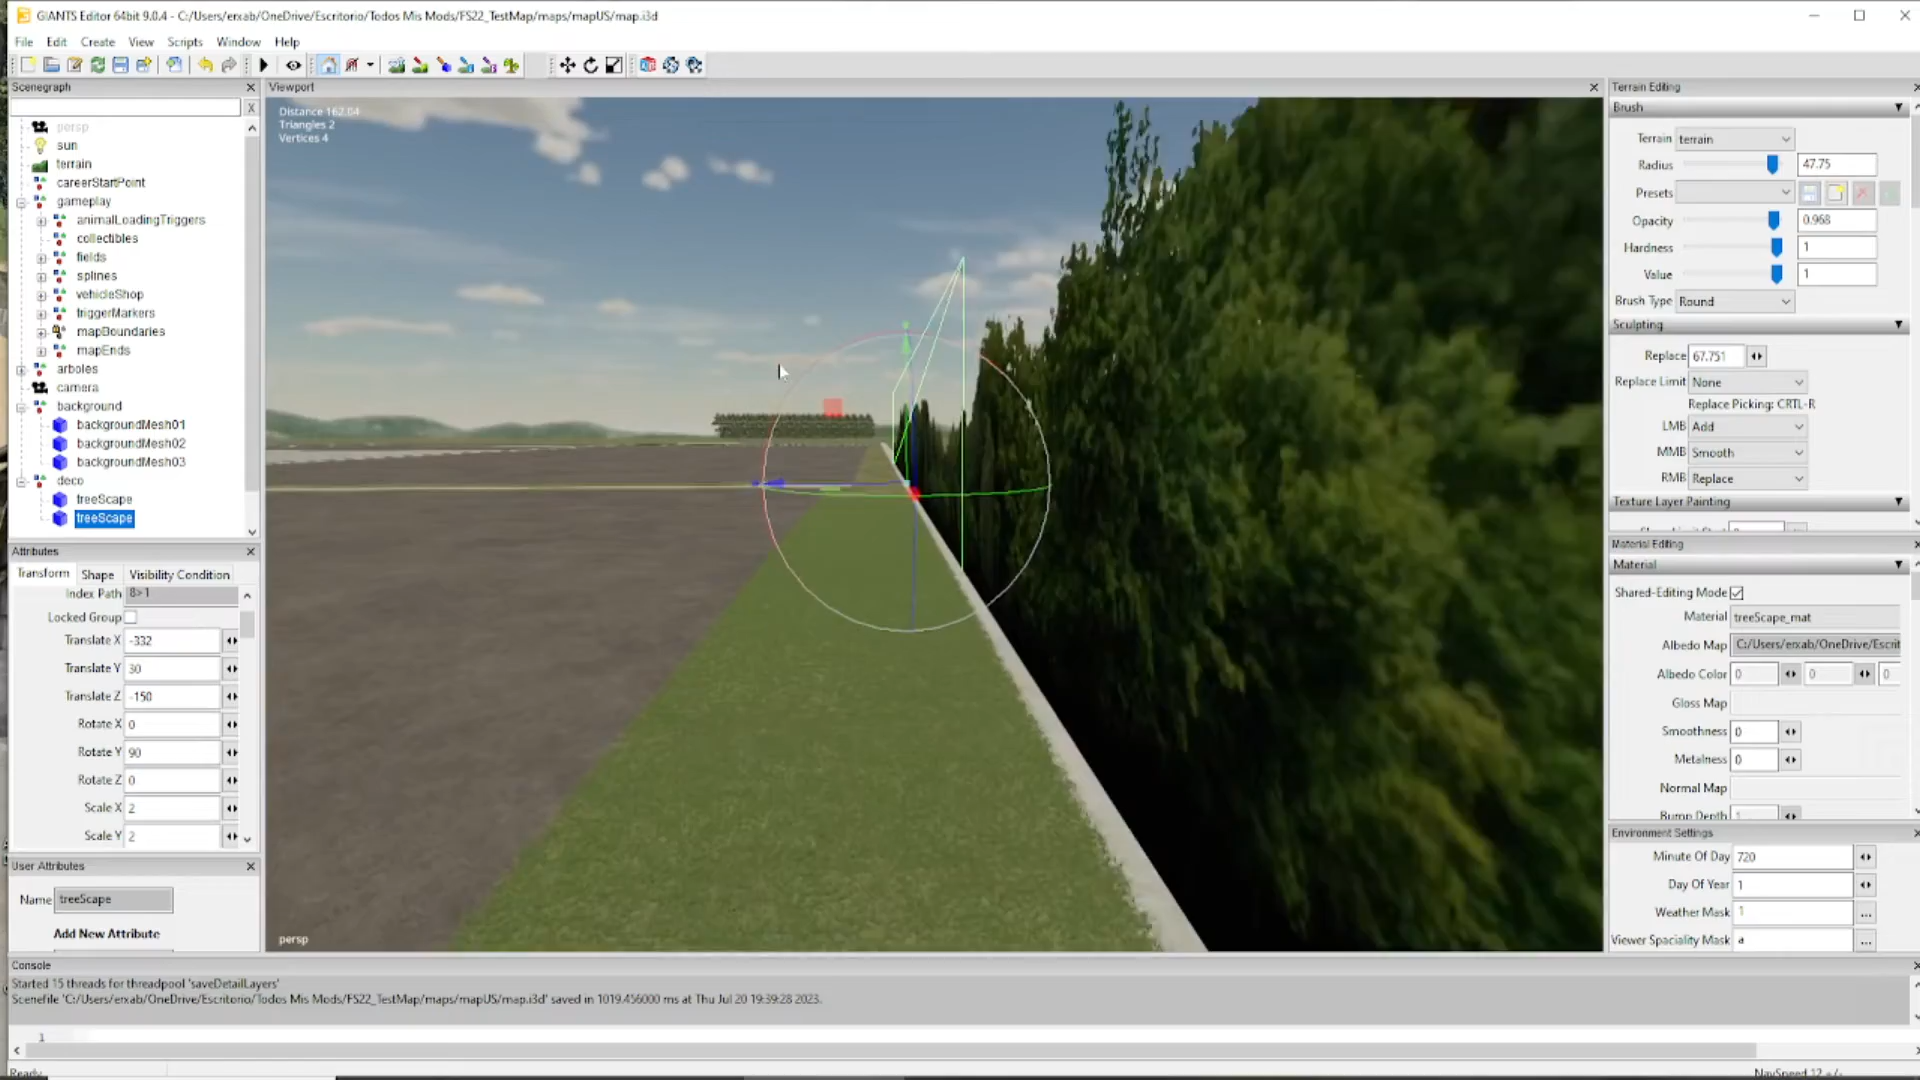 GIANTS Editor 64bit 9.0.4 - C:/Users/erxab/OneDrive/Escritorio/Todos Mis Mods/FS22_TestMap/maps/mapUS/map.i3d
File Edit Create View Scripts Window Help
Scenegraph
persp
sun
terrain
careerStartPoint
gameplay
animalLoadingTriggers
collectibles
fields
splines
vehicleShop
triggerMarkers
mapBoundaries
mapEnds
arboles
camera
background
backgroundMesh01
backgroundMesh02
backgroundMesh03
deco
treeScape
treeScape
Attributes
Transform Shape Visibility Condition
Index Path 8>1
Locked Group
Translate X -332
Translate Y 30
Translate Z -150
Rotate X 0
Rotate Y 90
Rotate Z 0
Scale X 2
Scale Y 2
User Attributes
Name treeScape
Add New Attribute
Viewport
Distance 162.04
Triangles 2
Vertices 4
persp
Terrain Editing
Brush
Terrain terrain
Radius 47.75
Presets
Opacity 0.968
Hardness 1
Value 1
Brush Type Round
Sculpting
Replace 67.751
Replace Limit None
Replace Picking: CRTL-R
LMB Add
MMB Smooth
RMB Replace
Texture Layer Painting
Material Editing
Material
Shared-Editing Mode
Material treeScape_mat
Albedo Map C:/Users/erxab/OneDrive/Escrit
Albedo Color 0 0 0
Gloss Map
Smoothness 0
Metalness 0
Normal Map
Bump Depth 1
Environment Settings
Minute Of Day 720
Day Of Year 1
Weather Mask 1
Viewer Spaciality Mask a
Console
Started 15 threads for threadpool 'saveDetailLayers'
Scenefile 'C:/Users/erxab/OneDrive/Escritorio/Todos Mis Mods/FS22_TestMap/maps/mapUS/map.i3d' saved in 1019.456000 ms at Thu Jul 20 19:39:28 2023.
1
Ready
NavSpeed 12 +/-